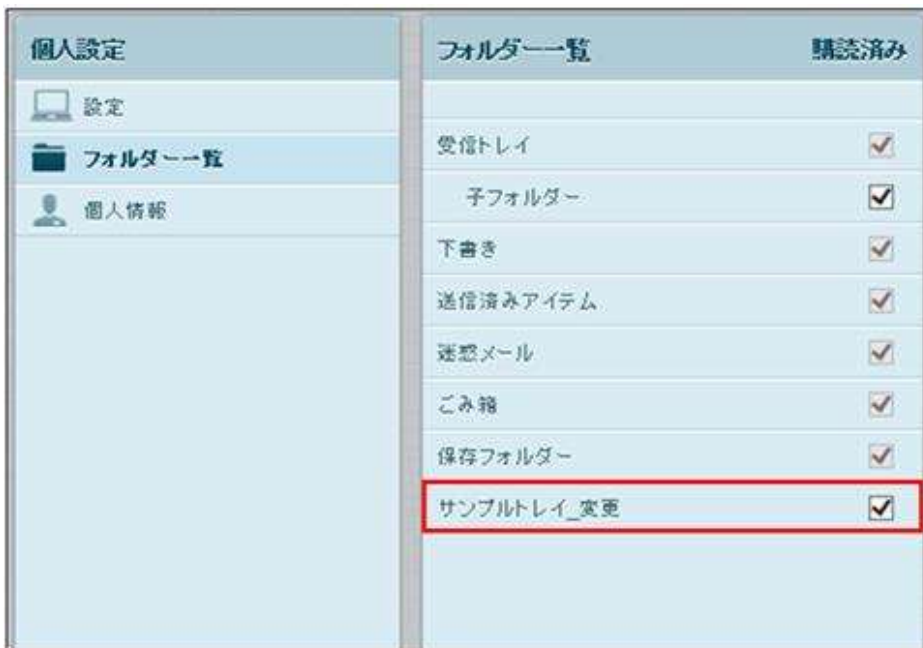 個人設定
設定
フォルダー一覧
個人情報
フォルダー一覧 購読済み
受信トレイ
子フォルダー
下書き
送信済みアイテム
迷惑メール
ごみ箱
保存フォルダー
サンプルトレイ_変更